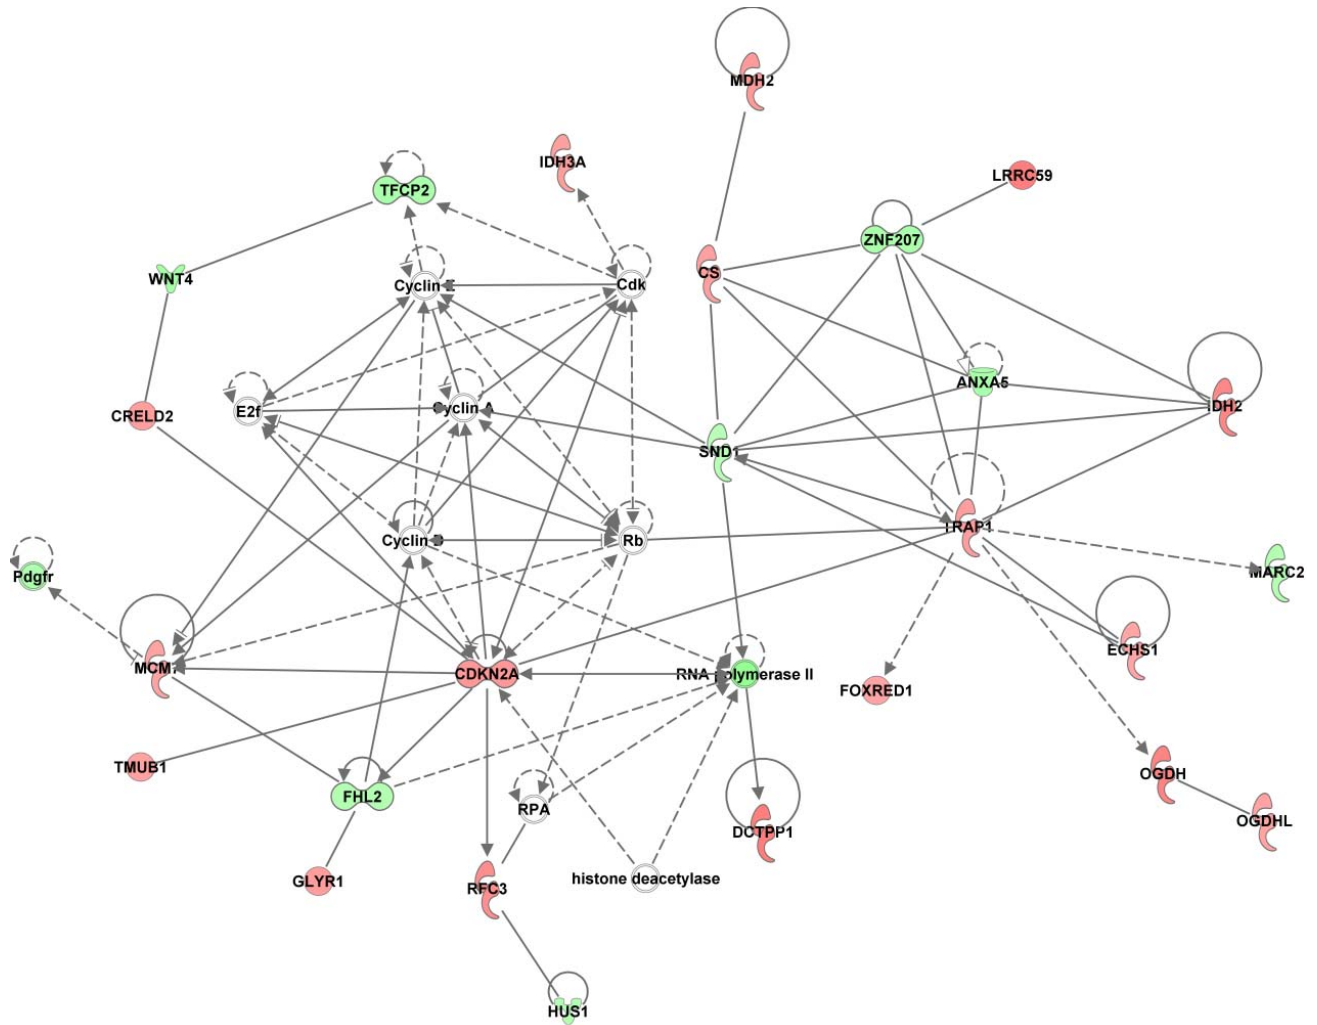 MDH2
IDH3A
LRRC59
TFCP2
ZNF207
CS
WNT4
Cyclin E
Cdk
ANXA5
IDH2
E2f
Cyclin A
CRELD2
SND1
TRAP1
Cyclin D
Rb
MARC2
Pdgfr
ECHS1
MCM7
CDKN2A
RNA polymerase II
FOXRED1
TMUB1
OGDH
FHL2
RPA
DCTPP1
OGDHL
GLYR1
RFC3
histone deacetylase
HUS1